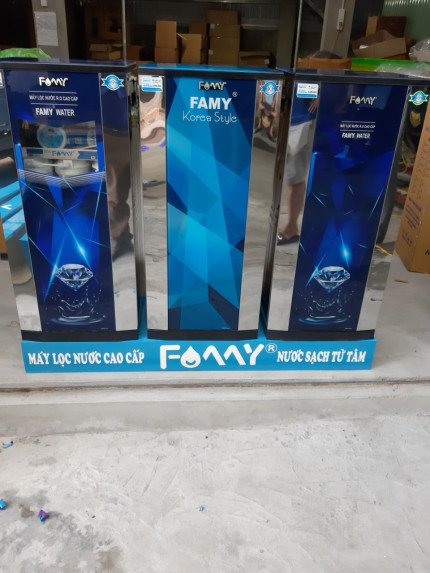 FAMY
MÁY LỌC NƯỚC R.O CAO CẤP
FAMY WATER
FAMY
FAMY
FAMY ®
Korea Style
FAMY
MÁY LỌC NƯỚC R.O CAO CẤP
FAMY WATER
MÁY LỌC NƯỚC CAO CẤP FAMY ® NƯỚC SẠCH TỪ TÂM